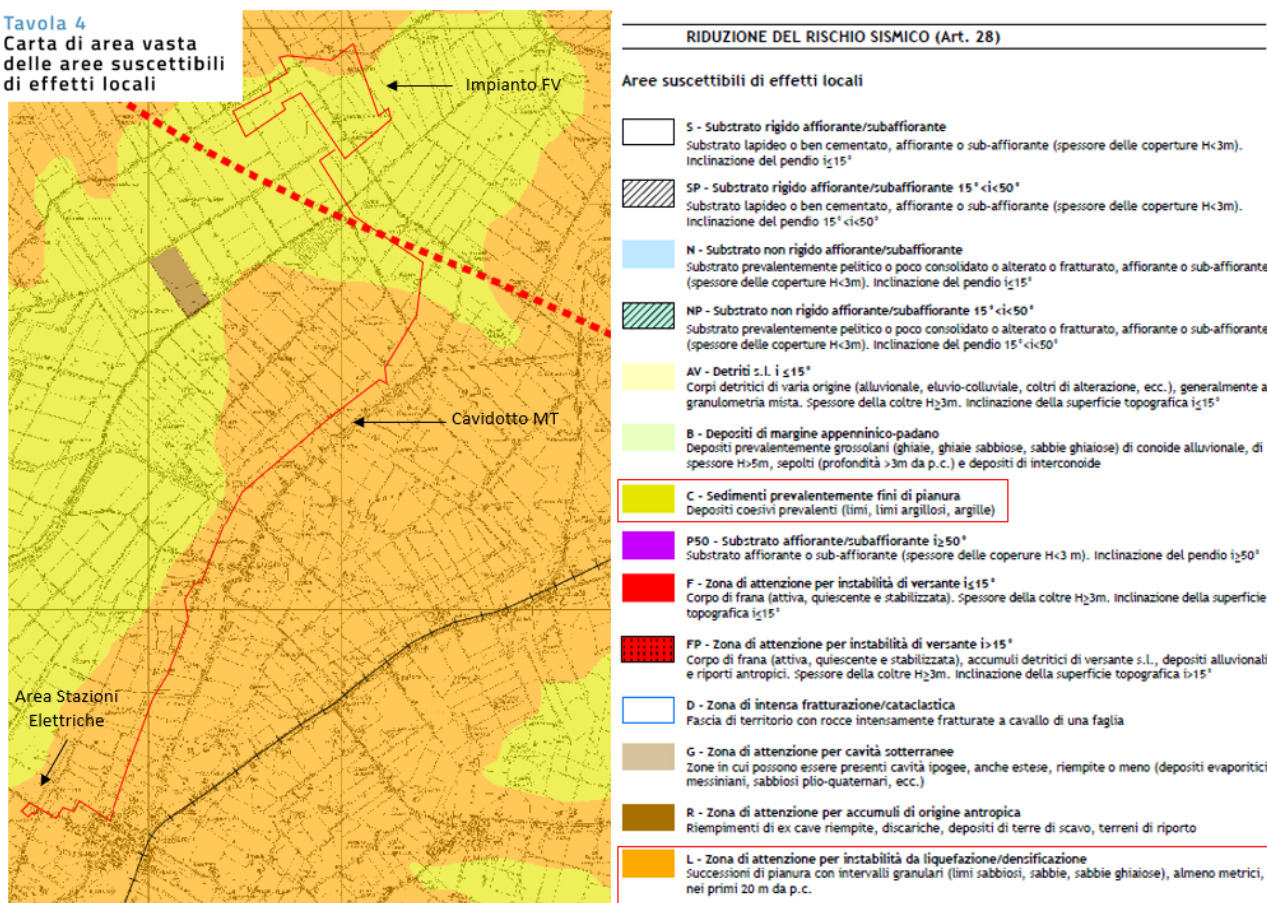 Tavola 4
Carta di area vasta
delle aree suscettibili
di effetti locali
Impianto FV
Cavidotto MT
Area Stazioni
Elettriche
RIDUZIONE DEL RISCHIO SISMICO (Art. 28)
Aree suscettibili di effetti locali
S - Substrato rigido affiorante/subaffiorante
Substrato lapideo o ben cementato, affiorante o sub-affiorante (spessore delle coperture H<3m).
Inclinazione del pendio i≤15°
SP - Substrato rigido affiorante/subaffiorante 15°<i<50°
Substrato lapideo o ben cementato, affiorante o sub-affiorante (spessore delle coperture H<3m).
Inclinazione del pendio 15°<i<50°
N - Substrato non rigido affiorante/subaffiorante
Substrato prevalentemente pelitico o poco consolidato o alterato o fratturato, affiorante o sub-affiorante
(spessore delle coperture H<3m). Inclinazione del pendio i≤15°
NP - Substrato non rigido affiorante/subaffiorante 15°<i<50°
Substrato prevalentemente pelitico o poco consolidato o alterato o fratturato, affiorante o sub-affiorante
(spessore delle coperture H<3m). Inclinazione del pendio 15°<i<50°
AV - Detriti s.l. i ≤15°
Corpi detritici di varia origine (alluvionale, eluvio-colluviale, coltri di alterazione, ecc.), generalmente a
granulometria mista. Spessore della coltre H≥3m. Inclinazione della superficie topografica i≤15°
B - Depositi di margine appenninico-padano
Depositi prevalentemente grossolani (ghiaie, ghiaie sabbiose, sabbie ghiaiose) di conoide alluvionale, di
spessore H>5m, sepolti (profondità >3m da p.c.) e depositi di interconoide
C - Sedimenti prevalentemente fini di pianura
Depositi coesivi prevalenti (limi, limi argillosi, argille)
P50 - Substrato affiorante/subaffiorante i≥50°
Substrato affiorante o sub-affiorante (spessore delle coperure H<3 m). Inclinazione del pendio i≥50°
F - Zona di attenzione per instabilità di versante i≤15°
Corpo di frana (attiva, quiescente e stabilizzata). Spessore della coltre H≥3m. Inclinazione della superficie
topografica i≤15°
FP - Zona di attenzione per instabilità di versante i>15°
Corpo di frana (attiva, quiescente e stabilizzata), accumuli detritici di versante s.l., depositi alluvionali
e riporti antropici. Spessore della coltre H≥3m. Inclinazione della superficie topografica i>15°
D - Zona di intensa fratturazione/cataclastica
Fascia di territorio con rocce intensamente fratturate a cavallo di una faglia
G - Zona di attenzione per cavità sotterranee
Zone in cui possono essere presenti cavità ipogee, anche estese, riempite o meno (depositi evaporitici
messiniani, sabbiosi plio-quaternari, ecc.)
R - Zona di attenzione per accumuli di origine antropica
Riempimenti di ex cave riempite, discariche, depositi di terre di scavo, terreni di riporto
L - Zona di attenzione per instabilità da liquefazione/densificazione
Successioni di pianura con intervalli granulari (limi sabbiosi, sabbie, sabbie ghiaiose), almeno metrici,
nei primi 20 m da p.c.